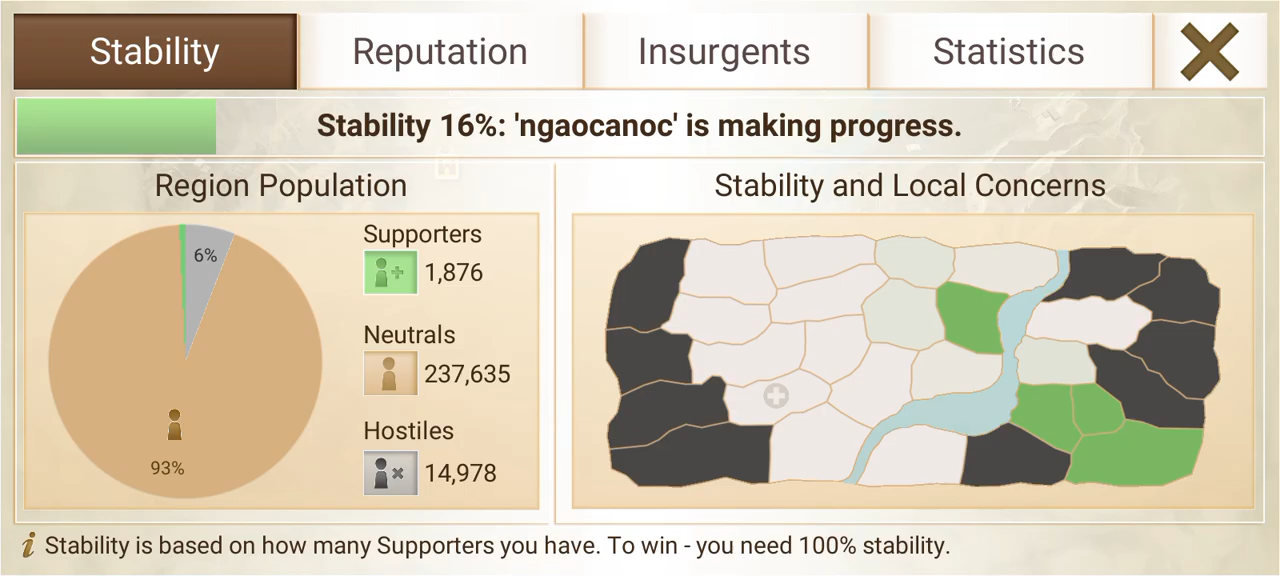 Stability
Reputation
Insurgents
Statistics
Stability 16%: 'ngaocanoc' is making progress.
Region Population
6%
93%
Supporters
1,876
Neutrals
237,635
Hostiles
14,978
Stability and Local Concerns
i Stability is based on how many Supporters you have. To win - you need 100% stability.